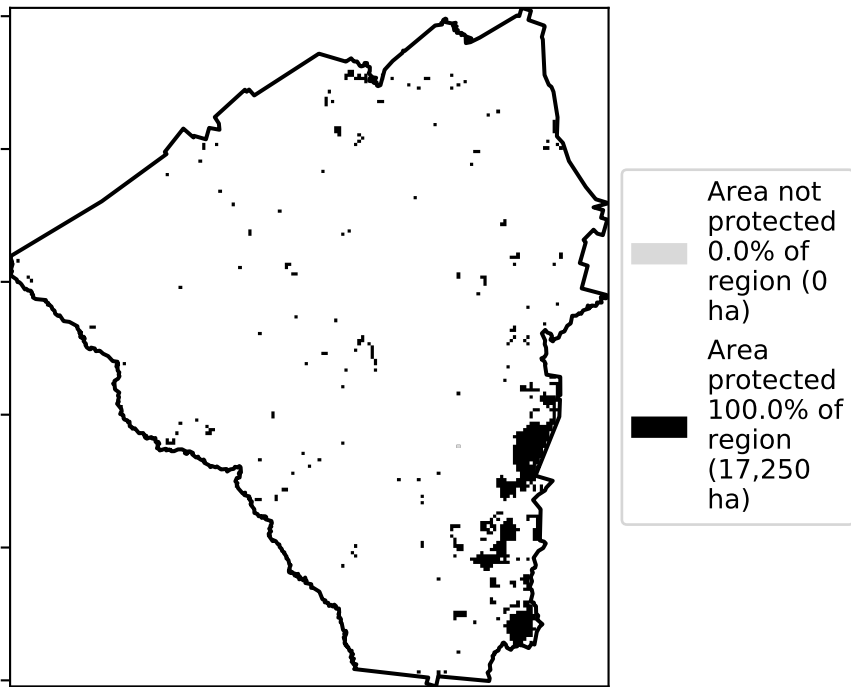 Area not
protected
0.0% of
region (0
ha)
Area
protected
100.0% of
region
(17,250
ha)